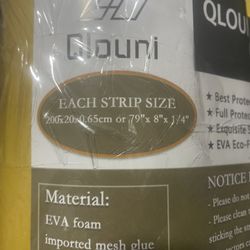 Qlouni
QLOUN
EACH STRIP SIZE
200x20x0.65cm or 79"x 8"x 1/4"
★ Best Prote
★ Full Protec
★ Exquisite S
★ EVA Eco-F
Material:
EVA foam
imported mesh glue
NOTICE
- Please do not
- Please clean
sticking the